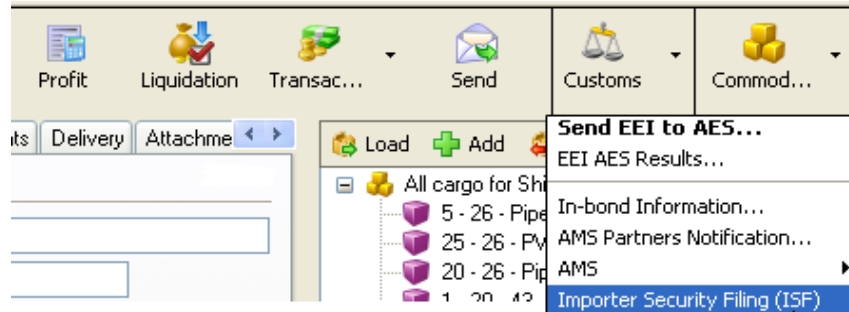 Profit Liquidation Transac... Send Customs Commod...
Delivery Attachme
Load Add
Send EEI to AES...
EEI AES Results...
All cargo for Shi
5 - 26 - Pipe
In-bond Information...
25 - 26 - PV
AMS Partners Notification...
20 - 26 - Pip
AMS
Importer Security Filing (ISF)